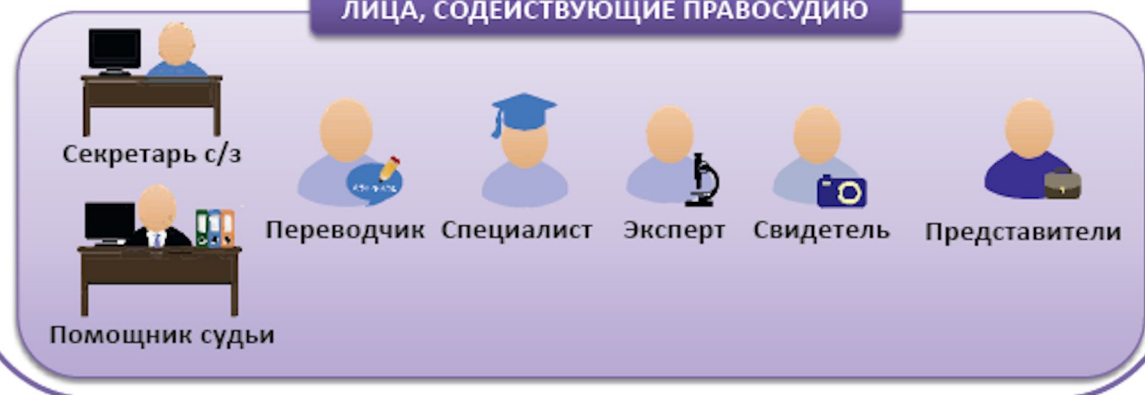 ЛИЦА, СОДЕЙСТВУЮЩИЕ ПРАВОСУДИЮ
Секретарь с/з
Переводчик
Специалист
Эксперт
Свидетель
Представители
Помощник судьи